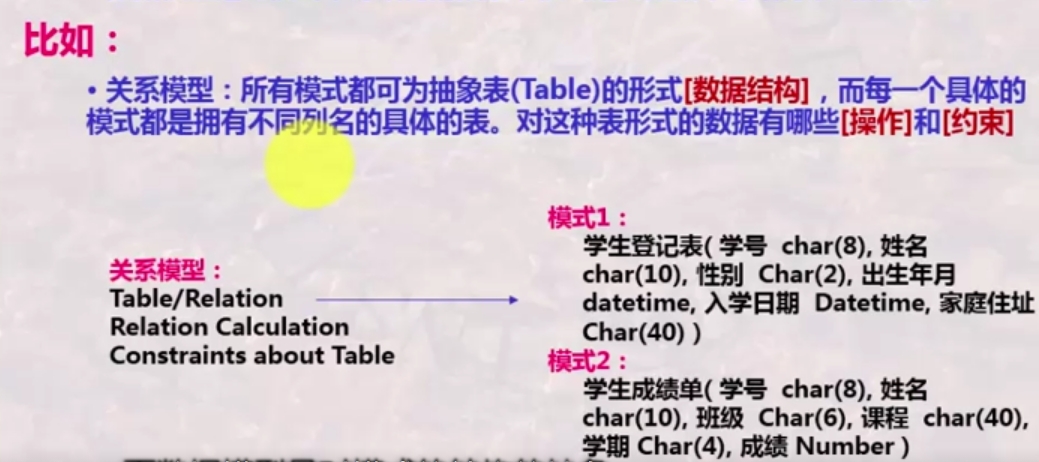 比如：
• 关系模型：所有模式都可为抽象表(Table)的形式[数据结构]，而每一个具体的
模式都是拥有不同列名的具体的表。对这种表形式的数据有哪些[操作]和[约束]
模式1：
学生登记表( 学号 char(8), 姓名
char(10), 性别 Char(2), 出生年月
datetime, 入学日期 Datetime, 家庭住址
Char(40) )
关系模型：
Table/Relation
Relation Calculation
Constraints about Table
模式2：
学生成绩单( 学号 char(8), 姓名
char(10), 班级 Char(6), 课程 char(40),
学期 Char(4), 成绩 Number )